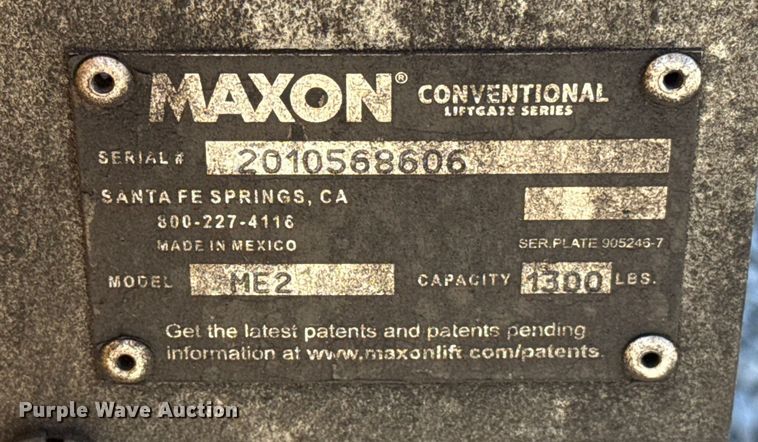 MAXON® CONVENTIONAL
LIFTGATE SERIES
SERIAL# 2010568606
SANTA FE SPRINGS, CA
800-227-4116
MADE IN MEXICO
SER.PLATE 905246-7
MODEL ME2 CAPACITY 1300 LBS.
Get the latest patents and patents pending
information at www.maxonlift.com/patents.
Purple Wave Auction